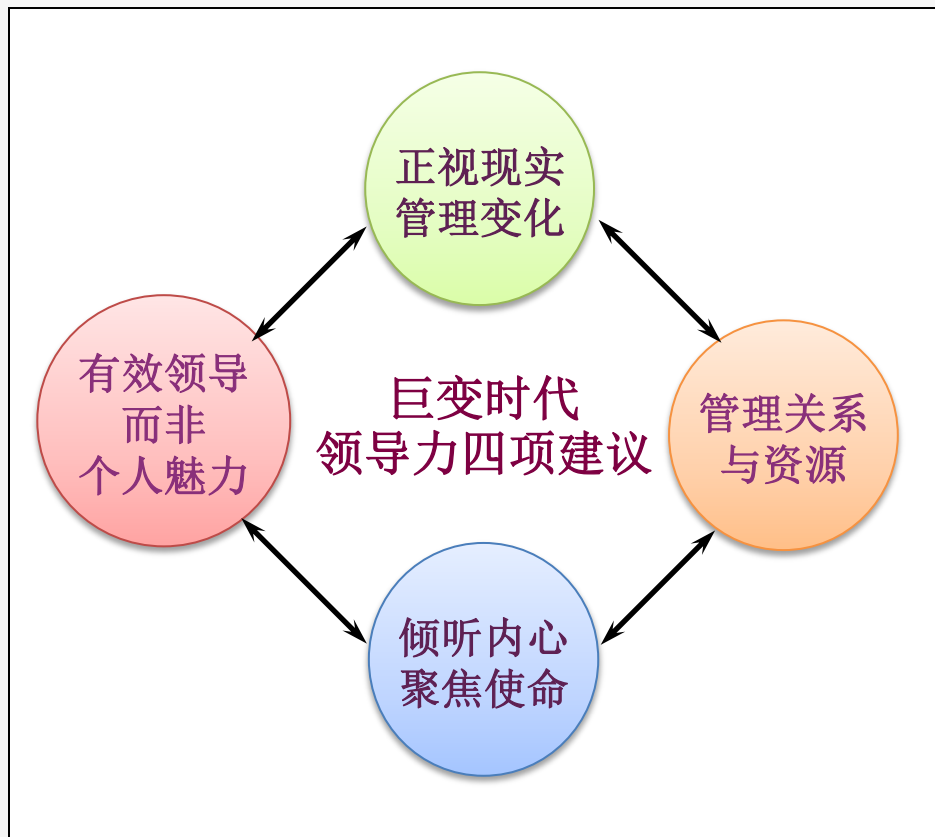 正视现实
管理变化
有效领导
而非
个人魅力
巨变时代
领导力四项建议
管理关系
与资源
倾听内心
聚焦使命